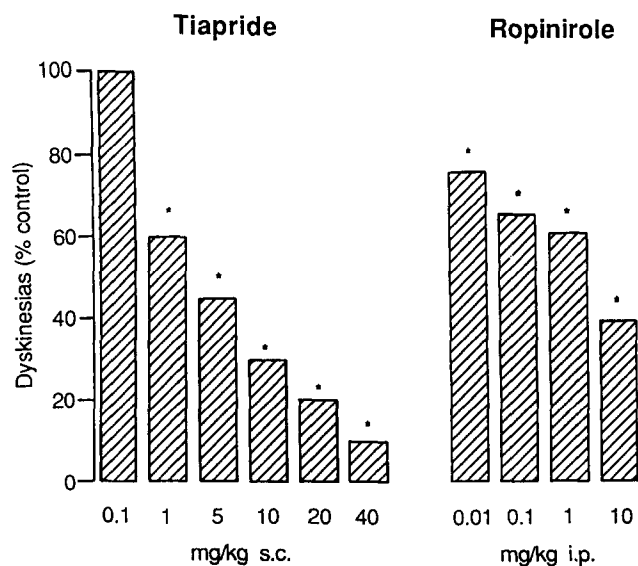 Tiapride
Ropinirole
Dyskinesias (% control)
100
80
60
40
20
0
*
*
*
*
*
0.1 1 5 10 20 40
mg/kg s.c.
*
*
*
*
0.01 0.1 1 10
mg/kg i.p.